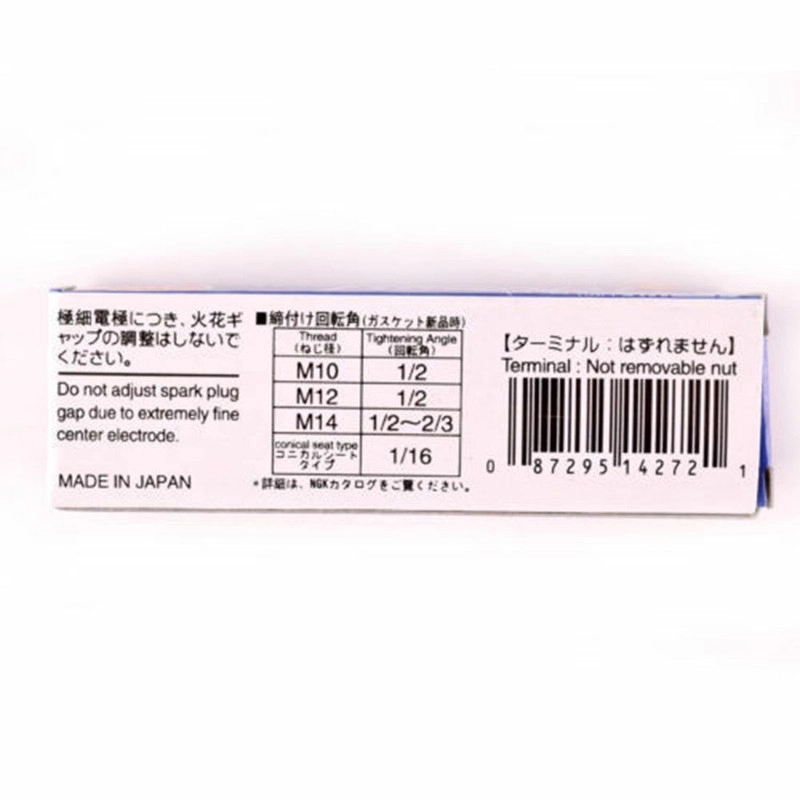 極細電極につき、火花ギ
ャップの調整はしないで
ください。
Do not adjust spark plug
gap due to extremely fine
center electrode.
MADE IN JAPAN
■締付け回転角(ガスケット新品時)
Thread Tightening Angle
(ねじ径) (回転角)
M10 1/2
M12 1/2
M14 1/2〜2/3
conical seat type
コニカルシート
タイプ 1/16
*詳細は、NGKカタログをご覧ください。
【ターミナル:はずれません】
Terminal : Not removable nut
0 87295 14272 1